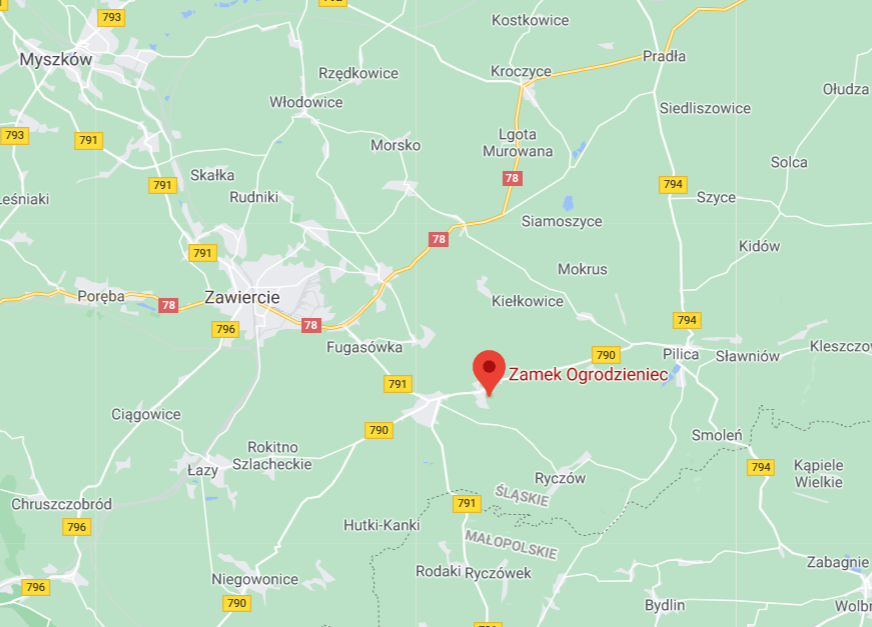 793
Kostkowice
Myszków
Pradła
Rzędkowice
Kroczyce
Ołudza
Włodowice
Siedliszowice
793
791
Lgota
Murowana
Morsko
Solca
Skałka
78
791
794
Rudniki
Szyce
Siamoszyce
791
78
Kidów
Mokrus
Poręba
78
Zawiercie
Kiełkowice
796
78
794
Fugasówka
790
Pilica
Sławniów
791
Zamek Ogrodzieniec
Ciągowice
790
Smoleń
Rokitno
Szlacheckie
Łazy
794
Kąpiele
Wielkie
Ryczów
ŚLĄSKIE
Chruszczobród
791
796
Hutki-Kanki
MAŁOPOLSKIE
Niegowonice
Rodaki
Ryczówek
Zabagnie
796
790
Bydlin